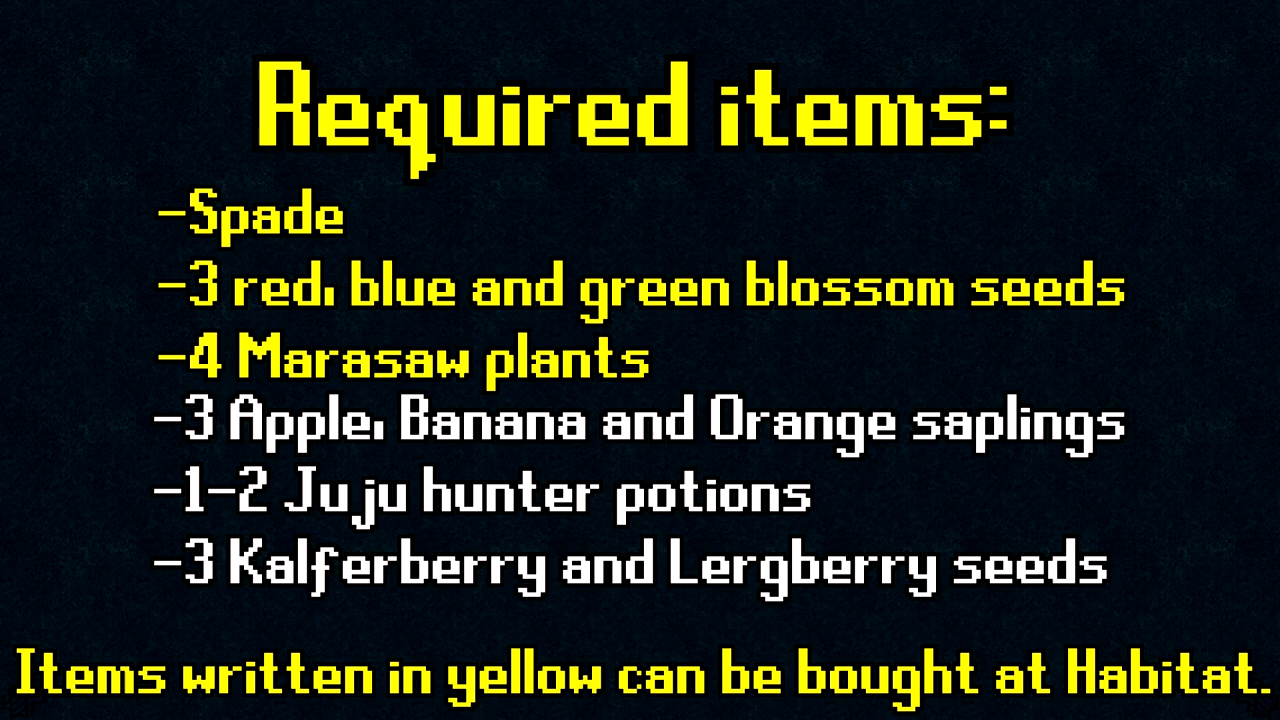 Required items:
-Spade
-3 red, blue and green blossom seeds
-4 Marasaw plants
-3 Apple, Banana and Orange saplings
-1-2 Juju hunter potions
-3 Kalferberry and Lergberry seeds
Items written in yellow can be bought at Habitat.